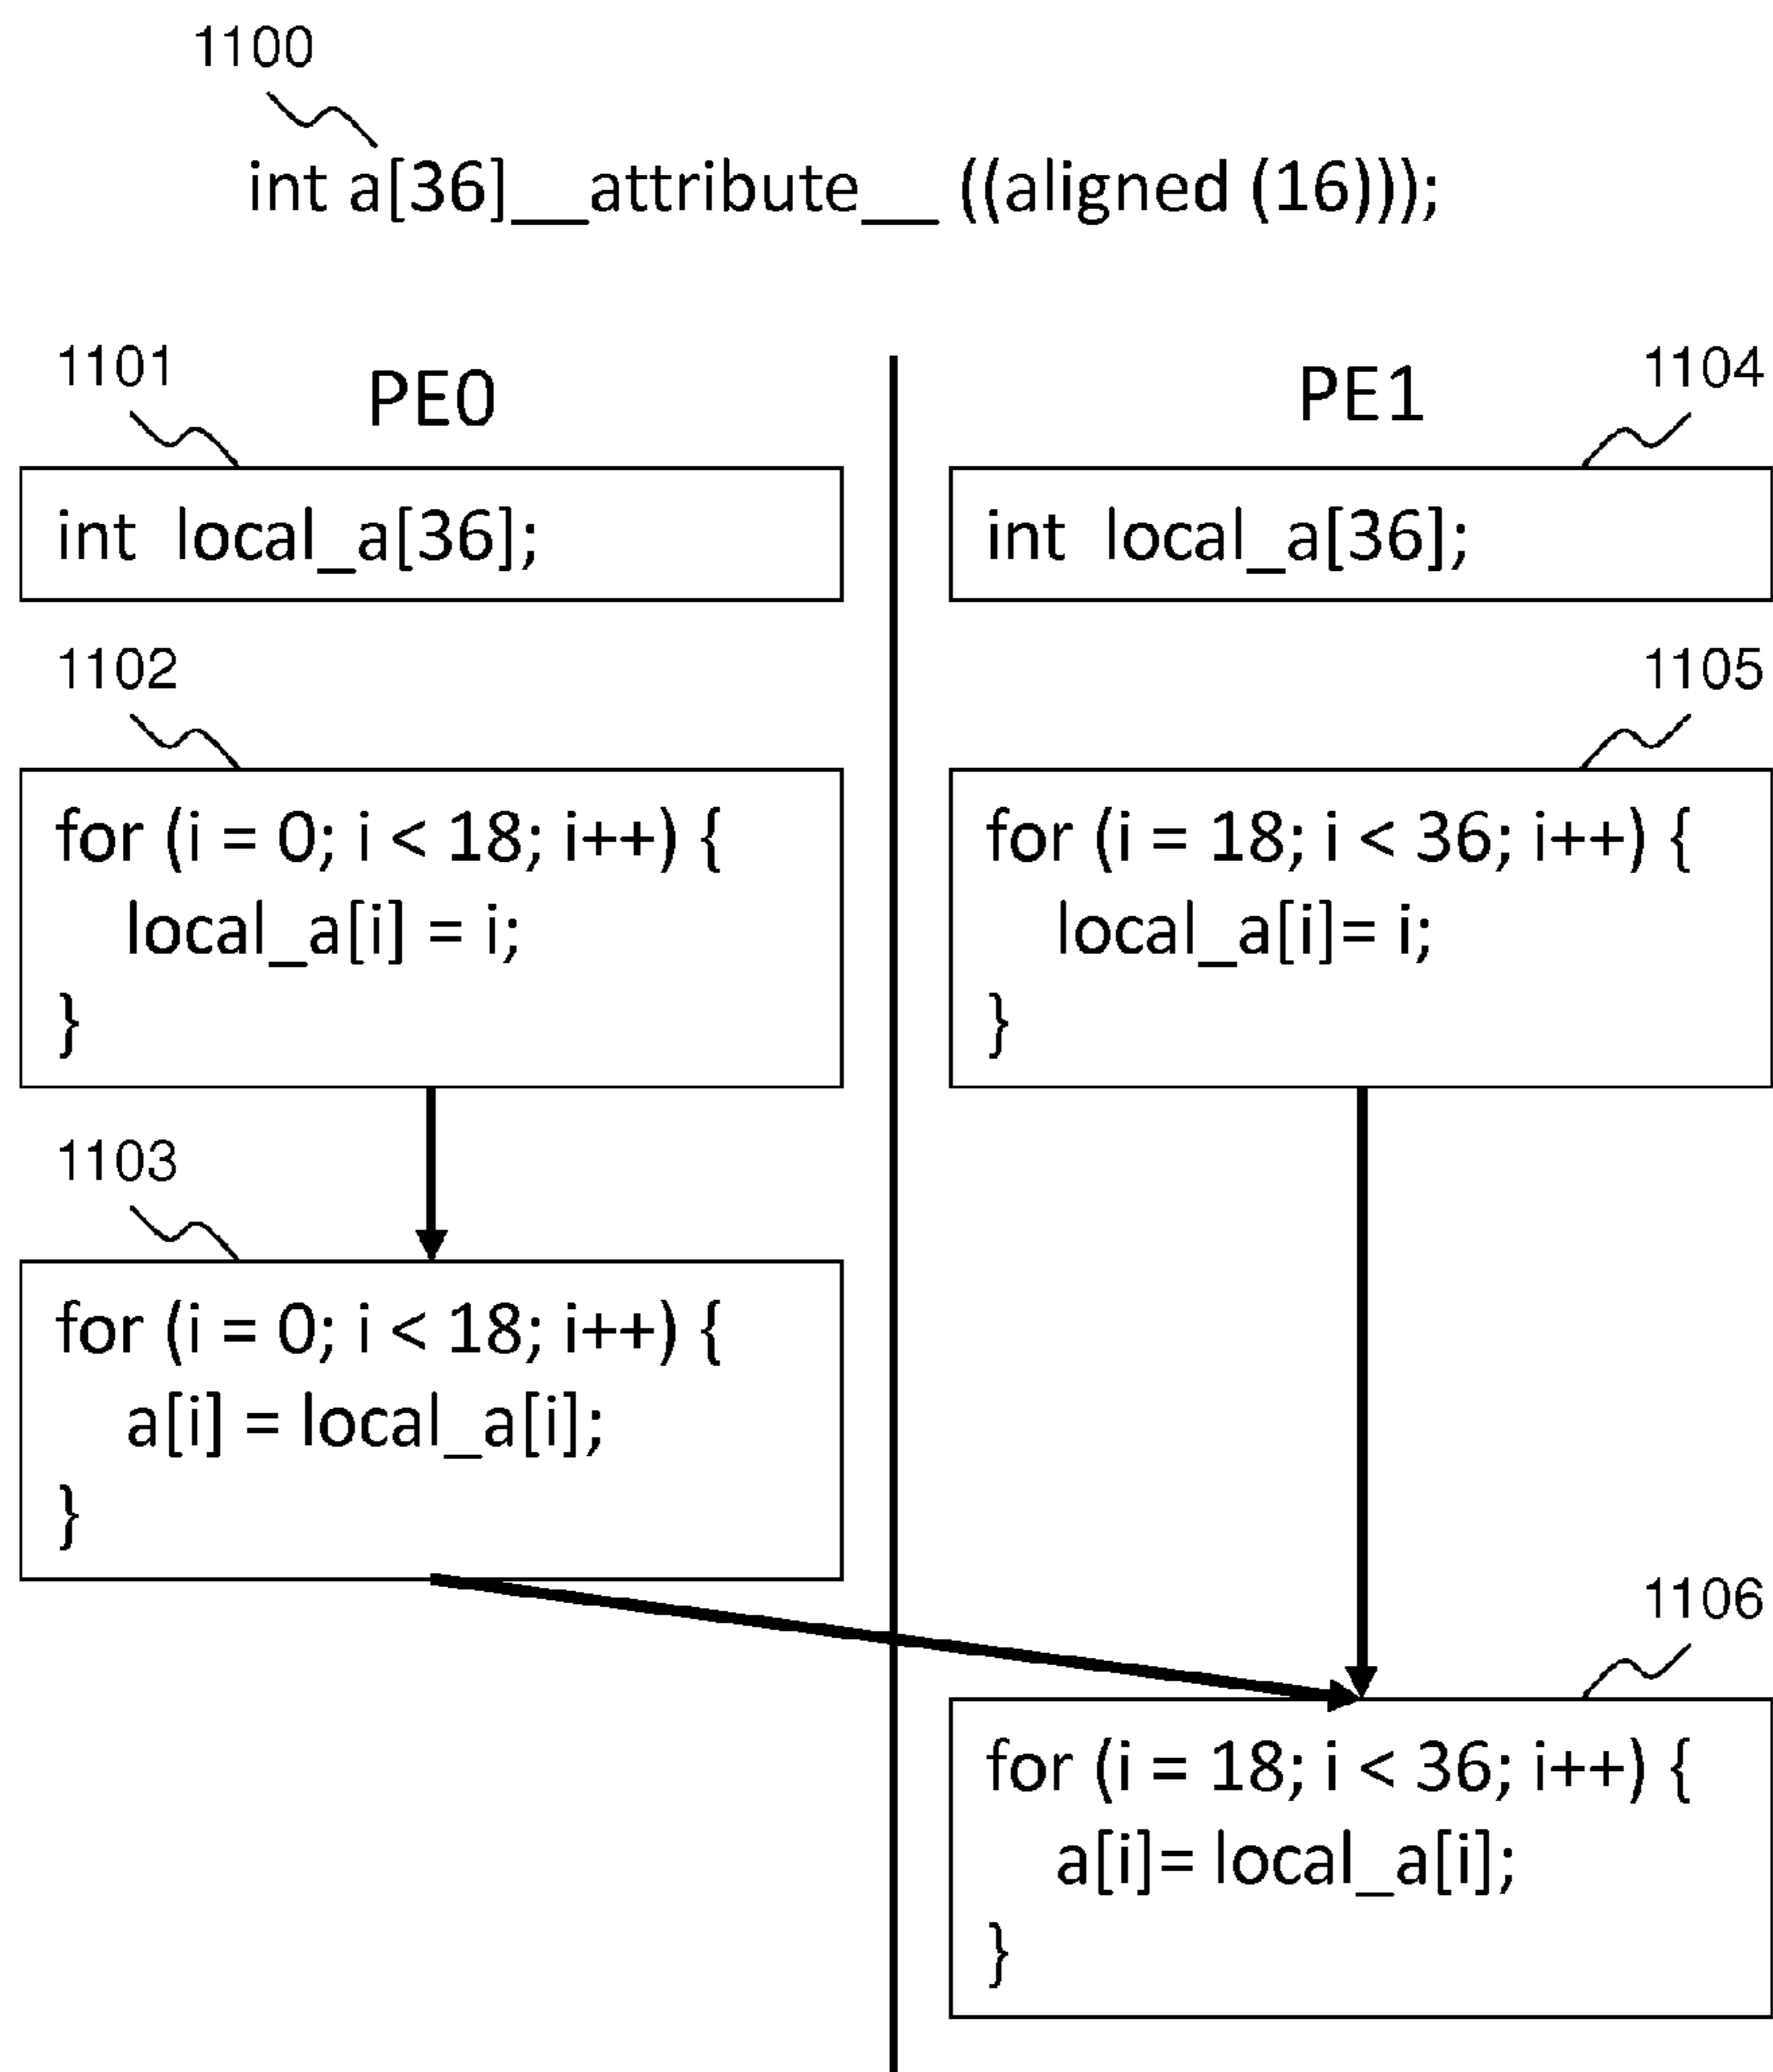 1100
int a[36]__attribute__ ((aligned (16)));
1101
PE0
int local_a[36];
1102
for (i = 0; i < 18; i++) {
local_a[i] = i;
}
1103
for (i = 0; i < 18; i++) {
a[i] = local_a[i];
}
PE1
1104
int local_a[36];
1105
for (i = 18; i < 36; i++) {
local_a[i]= i;
}
1106
for (i = 18; i < 36; i++) {
a[i]= local_a[i];
}